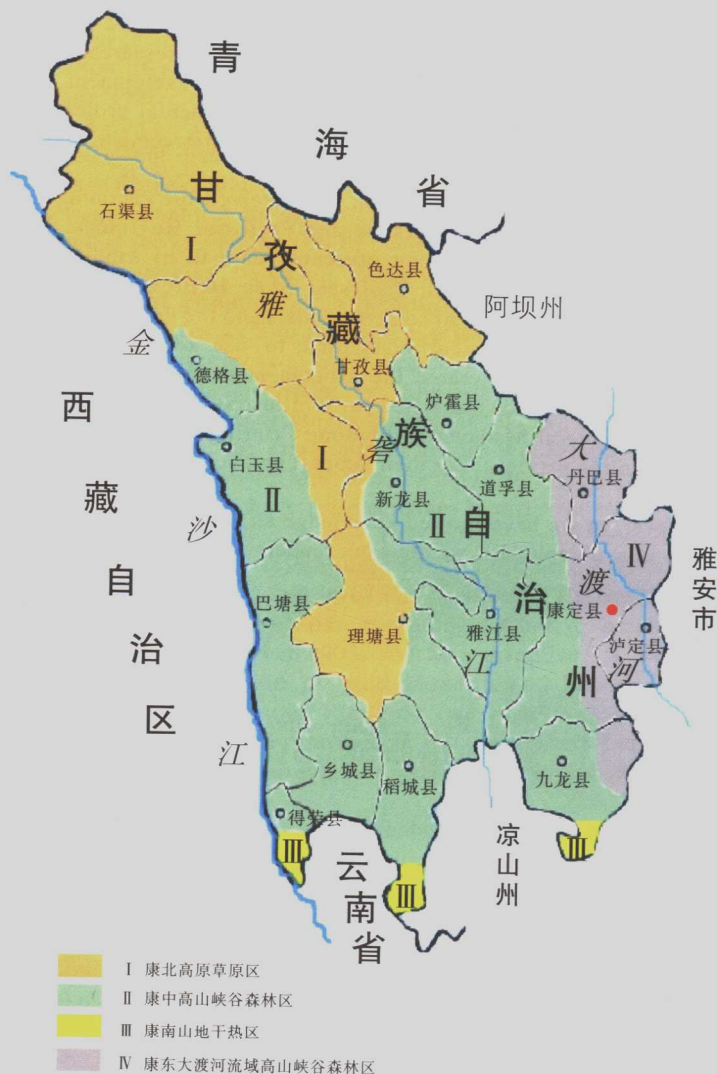 青海省
甘孜藏族自治州
石渠县
I
色达县
雅砻江
阿坝州
金沙江
德格县
甘孜县
炉霍县
西藏自治区
白玉县
I
II
新龙县
II
道孚县
大渡河
丹巴县
IV
雅安市
巴塘县
理塘县
雅江县
康定县
泸定县
乡城县
稻城县
九龙县
得荣县
III
III
III
云南省
凉山州
I 康北高原草原区
II 康中高山峡谷森林区
III 康南山地干热区
IV 康东大渡河流域高山峡谷森林区